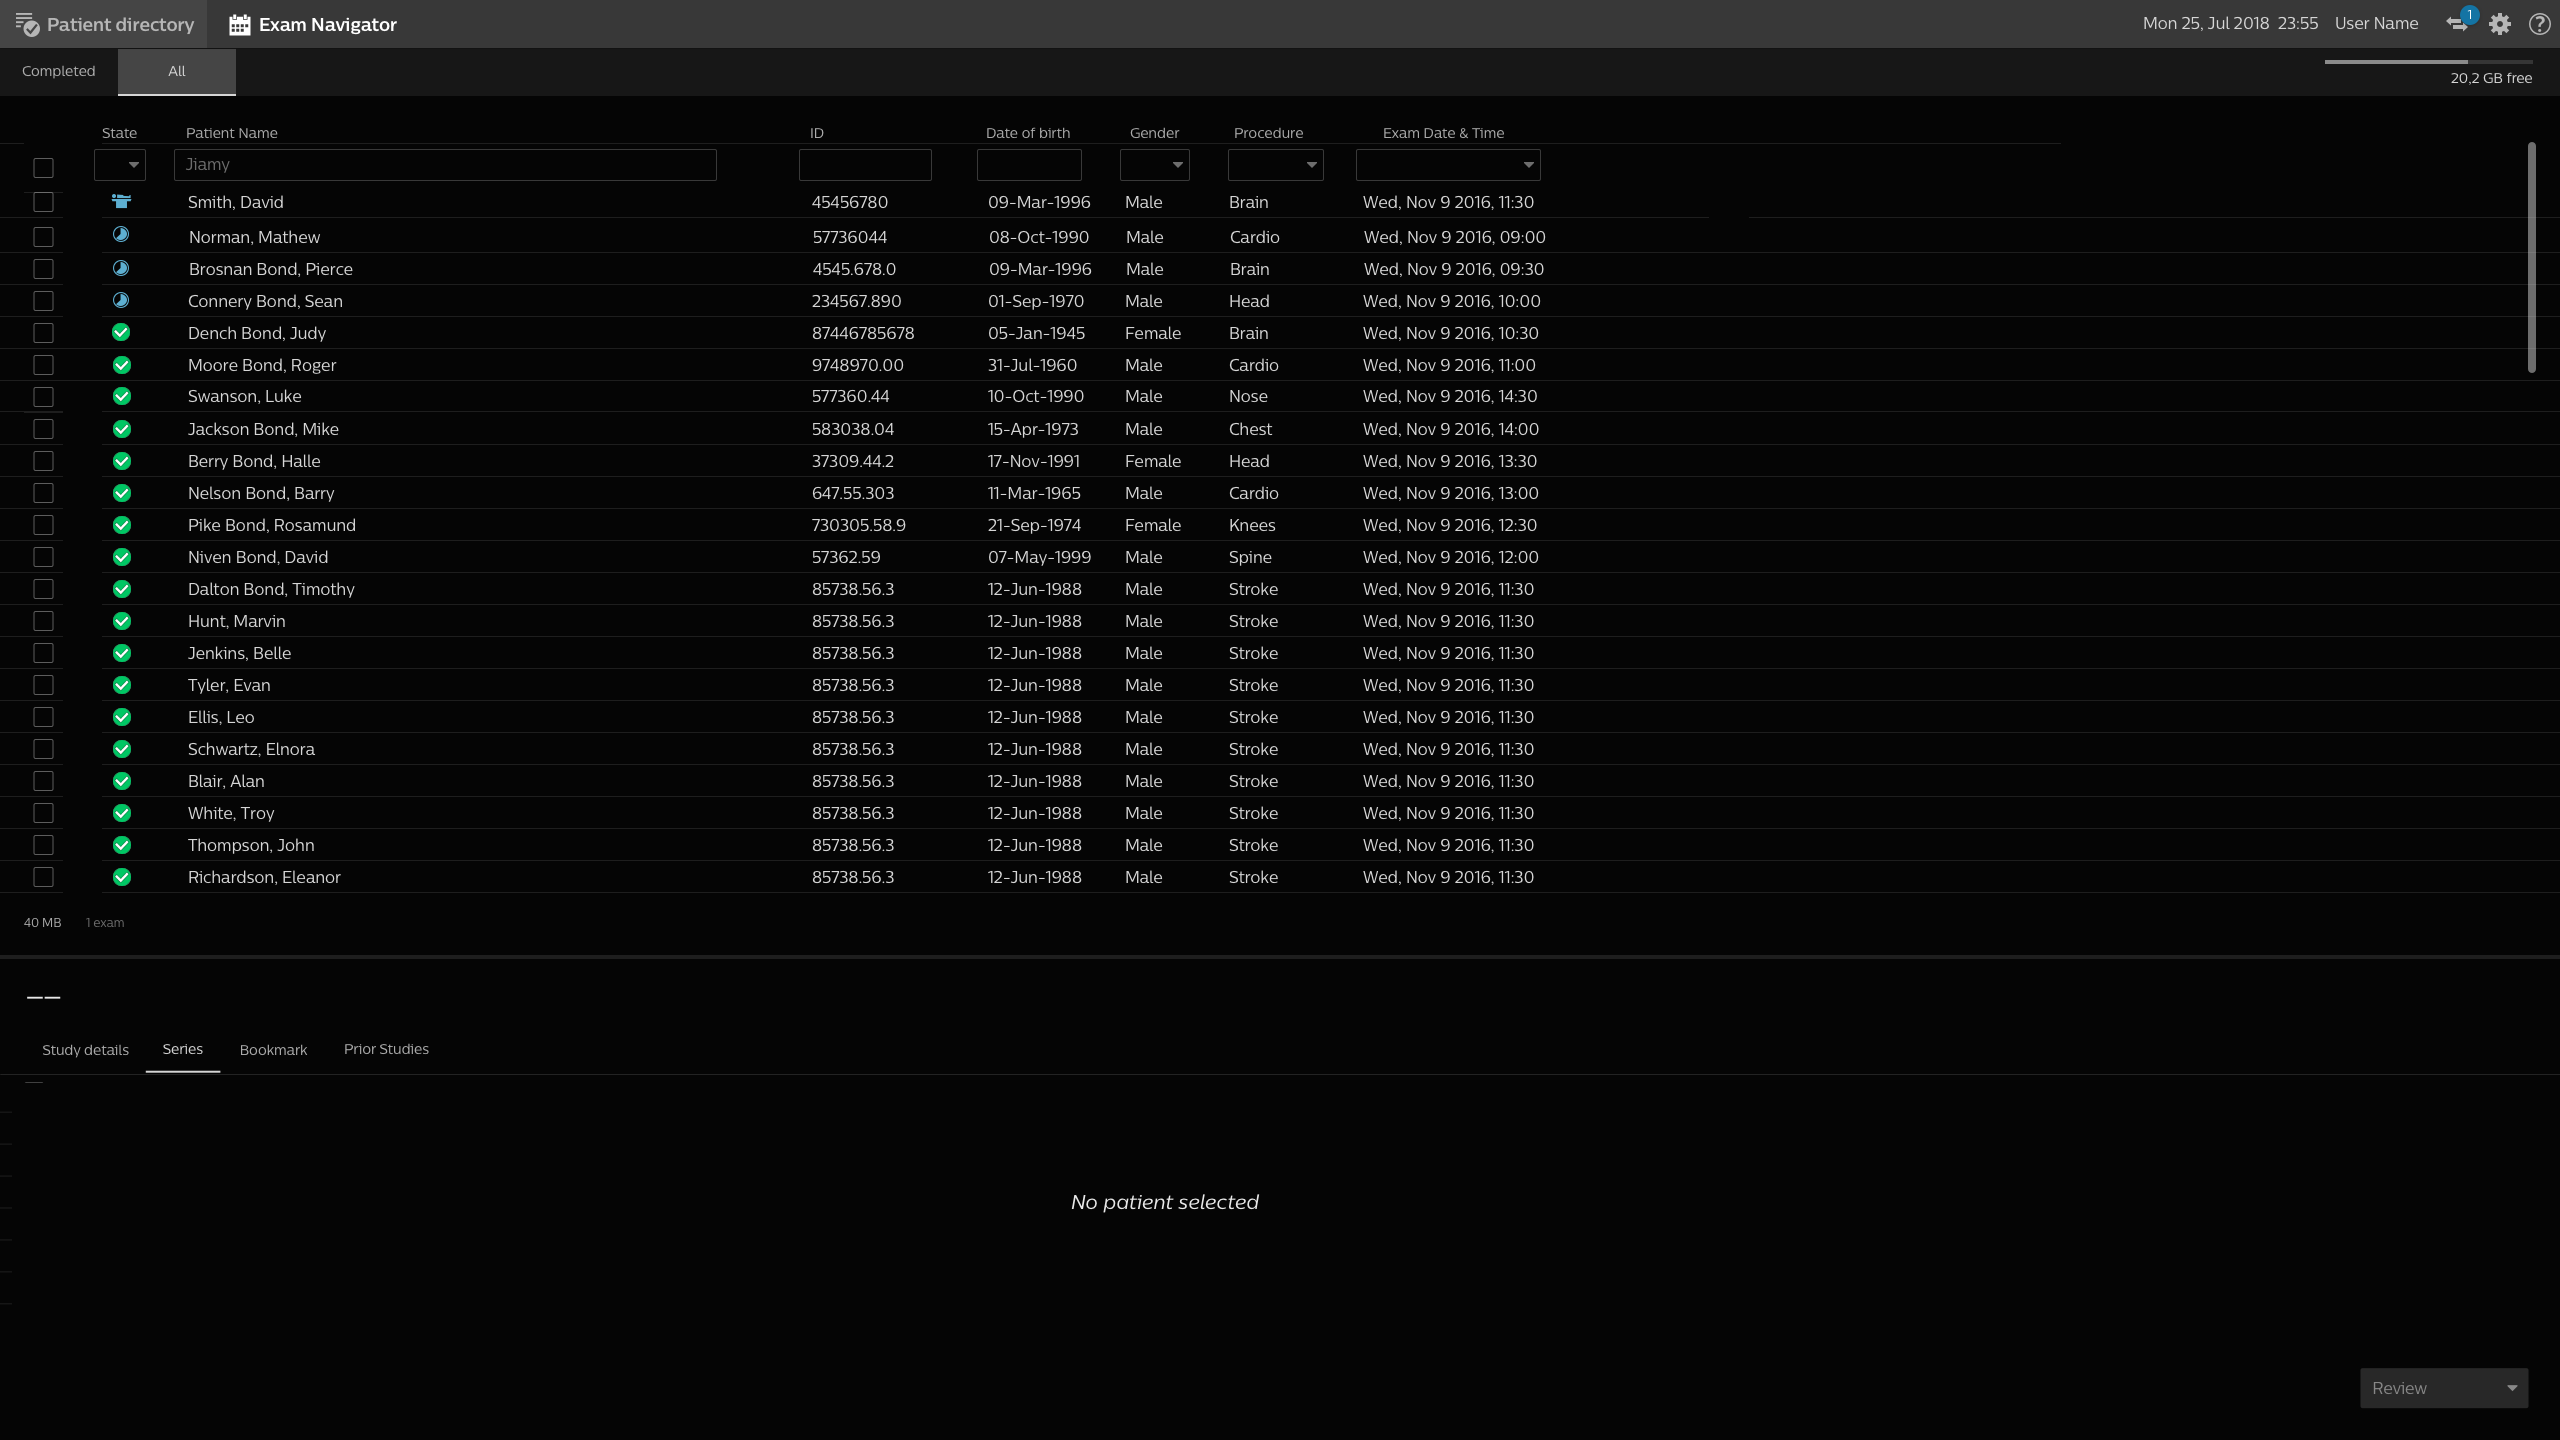 Patient directory Exam Navigator Mon 25, Jul 2018 23:55 User Name 1 ?
Completed All 20,2 GB free
State Patient Name ID Date of birth Gender Procedure Exam Date & Time
Jiamy
Smith, David 45456780 09-Mar-1996 Male Brain Wed, Nov 9 2016, 11:30
Norman, Mathew 57736044 08-Oct-1990 Male Cardio Wed, Nov 9 2016, 09:00
Brosnan Bond, Pierce 4545.678.0 09-Mar-1996 Male Brain Wed, Nov 9 2016, 09:30
Connery Bond, Sean 234567.890 01-Sep-1970 Male Head Wed, Nov 9 2016, 10:00
Dench Bond, Judy 87446785678 05-Jan-1945 Female Brain Wed, Nov 9 2016, 10:30
Moore Bond, Roger 9748970.00 31-Jul-1960 Male Cardio Wed, Nov 9 2016, 11:00
Swanson, Luke 577360.44 10-Oct-1990 Male Nose Wed, Nov 9 2016, 14:30
Jackson Bond, Mike 583038.04 15-Apr-1973 Male Chest Wed, Nov 9 2016, 14:00
Berry Bond, Halle 37309.44.2 17-Nov-1991 Female Head Wed, Nov 9 2016, 13:30
Nelson Bond, Barry 647.55.303 11-Mar-1965 Male Cardio Wed, Nov 9 2016, 13:00
Pike Bond, Rosamund 730305.58.9 21-Sep-1974 Female Knees Wed, Nov 9 2016, 12:30
Niven Bond, David 57362.59 07-May-1999 Male Spine Wed, Nov 9 2016, 12:00
Dalton Bond, Timothy 85738.56.3 12-Jun-1988 Male Stroke Wed, Nov 9 2016, 11:30
Hunt, Marvin 85738.56.3 12-Jun-1988 Male Stroke Wed, Nov 9 2016, 11:30
Jenkins, Belle 85738.56.3 12-Jun-1988 Male Stroke Wed, Nov 9 2016, 11:30
Tyler, Evan 85738.56.3 12-Jun-1988 Male Stroke Wed, Nov 9 2016, 11:30
Ellis, Leo 85738.56.3 12-Jun-1988 Male Stroke Wed, Nov 9 2016, 11:30
Schwartz, Elnora 85738.56.3 12-Jun-1988 Male Stroke Wed, Nov 9 2016, 11:30
Blair, Alan 85738.56.3 12-Jun-1988 Male Stroke Wed, Nov 9 2016, 11:30
White, Troy 85738.56.3 12-Jun-1988 Male Stroke Wed, Nov 9 2016, 11:30
Thompson, John 85738.56.3 12-Jun-1988 Male Stroke Wed, Nov 9 2016, 11:30
Richardson, Eleanor 85738.56.3 12-Jun-1988 Male Stroke Wed, Nov 9 2016, 11:30
40 MB 1 exam
——
Study details Series Bookmark Prior Studies
No patient selected
Review